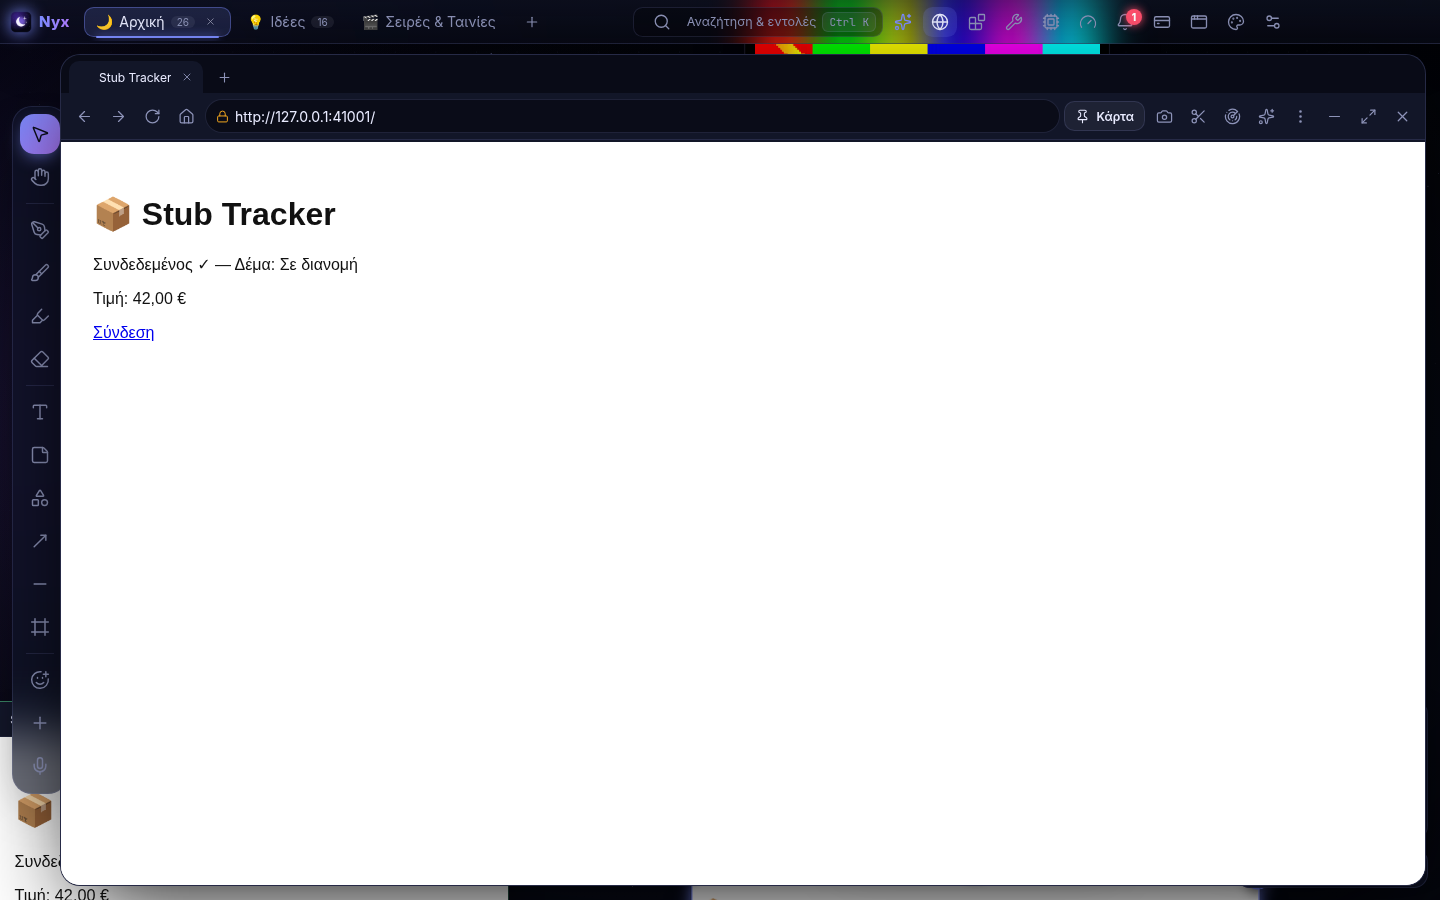 Nyx
Αρχική 26
Ιδέες 16
Σειρές & Ταινίες
Αναζήτηση & εντολές Ctrl K
1
Stub Tracker
http://127.0.0.1:41001/
Κάρτα
Stub Tracker
Συνδεδεμένος ✓ — Δέμα: Σε διανομή
Τιμή: 42,00 €
Σύνδεση
Τιμή: 42,00 €